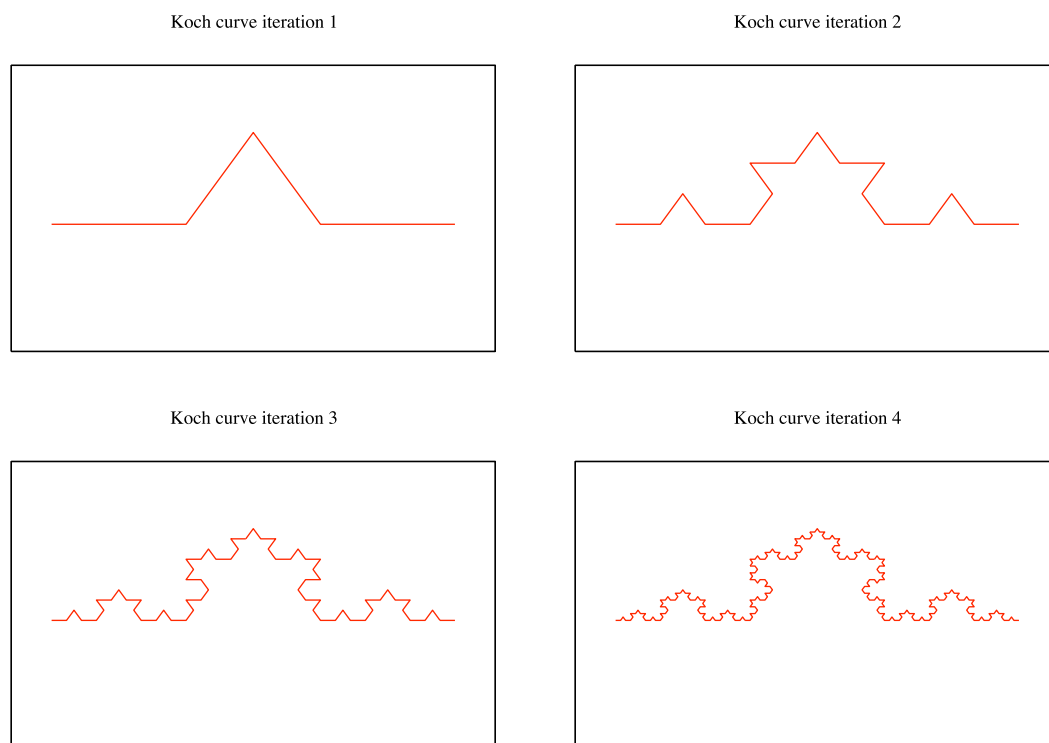 Koch curve iteration 1
Koch curve iteration 2
Koch curve iteration 3
Koch curve iteration 4